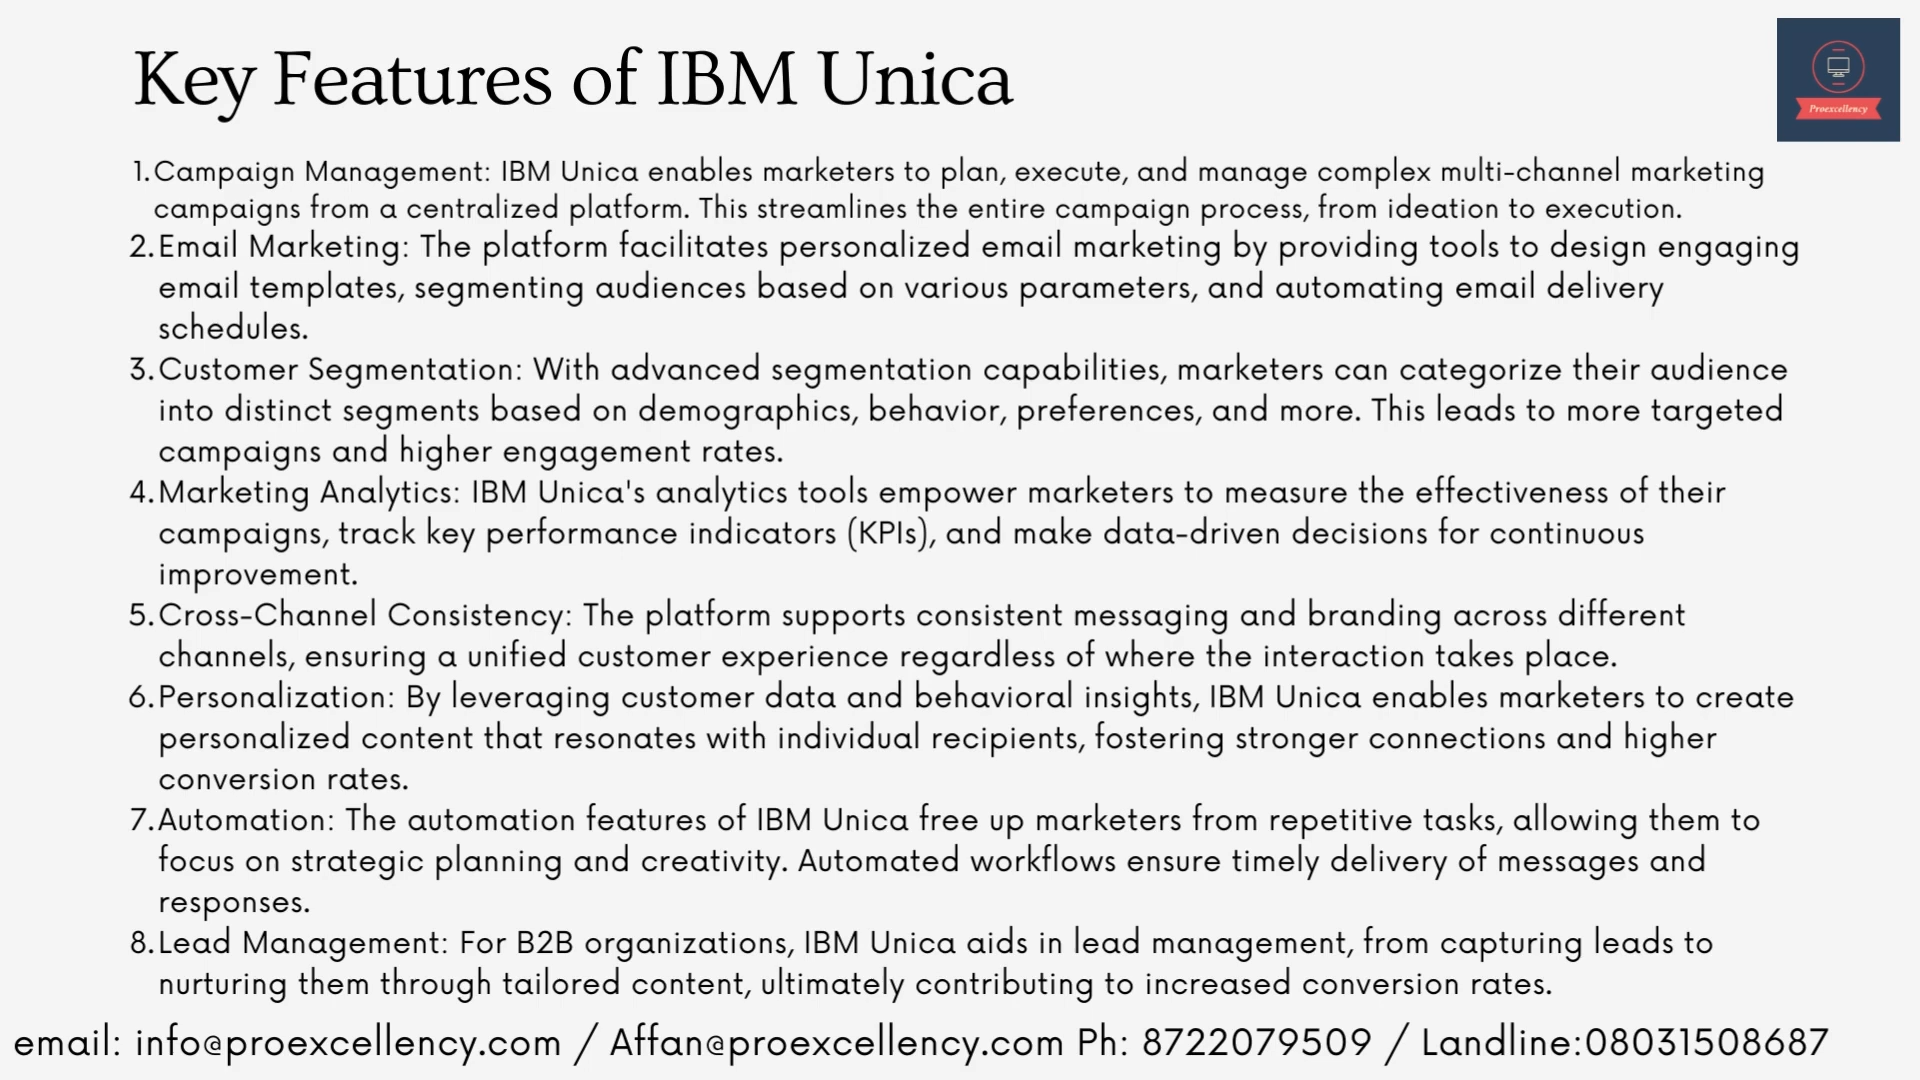 Key Features of IBM Unica
Proexcellency
1. Campaign Management: IBM Unica enables marketers to plan, execute, and manage complex multi-channel marketing
campaigns from a centralized platform. This streamlines the entire campaign process, from ideation to execution.
2. Email Marketing: The platform facilitates personalized email marketing by providing tools to design engaging
email templates, segmenting audiences based on various parameters, and automating email delivery
schedules.
3. Customer Segmentation: With advanced segmentation capabilities, marketers can categorize their audience
into distinct segments based on demographics, behavior, preferences, and more. This leads to more targeted
campaigns and higher engagement rates.
4. Marketing Analytics: IBM Unica's analytics tools empower marketers to measure the effectiveness of their
campaigns, track key performance indicators (KPIs), and make data-driven decisions for continuous
improvement.
5. Cross-Channel Consistency: The platform supports consistent messaging and branding across different
channels, ensuring a unified customer experience regardless of where the interaction takes place.
6. Personalization: By leveraging customer data and behavioral insights, IBM Unica enables marketers to create
personalized content that resonates with individual recipients, fostering stronger connections and higher
conversion rates.
7. Automation: The automation features of IBM Unica free up marketers from repetitive tasks, allowing them to
focus on strategic planning and creativity. Automated workflows ensure timely delivery of messages and
responses.
8. Lead Management: For B2B organizations, IBM Unica aids in lead management, from capturing leads to
nurturing them through tailored content, ultimately contributing to increased conversion rates.
email: info@proexcellency.com / Affan@proexcellency.com Ph: 8722079509 / Landline:08031508687